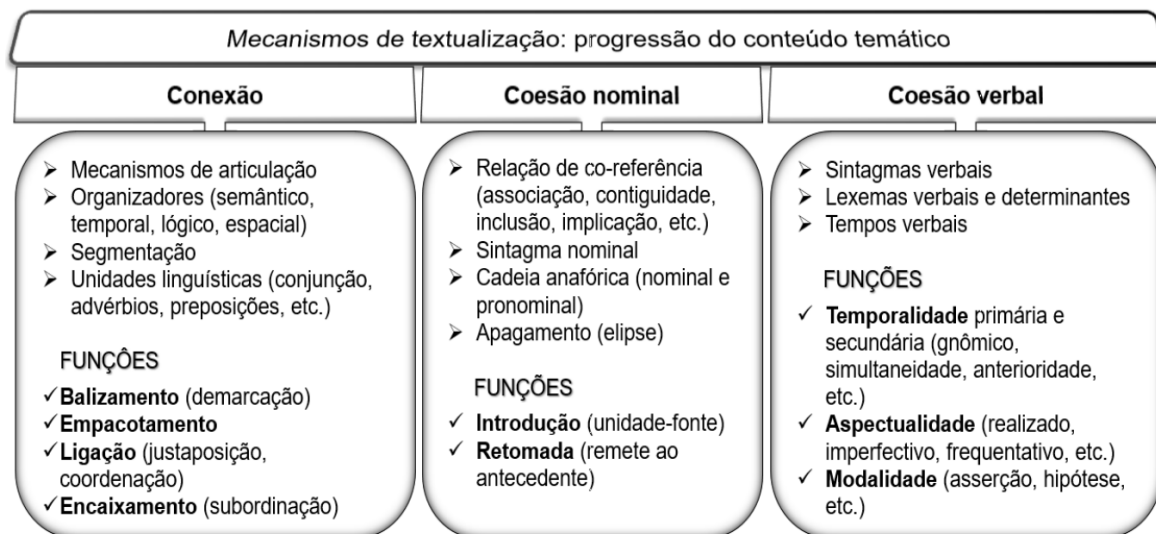 Mecanismos de textualização: progressão do conteúdo temático
Conexão
➢ Mecanismos de articulação
➢ Organizadores (semântico,
temporal, lógico, espacial)
➢ Segmentação
➢ Unidades linguísticas (conjunção,
advérbios, preposições, etc.)
FUNÇÔES
✓Balizamento (demarcação)
✓Empacotamento
✓Ligação (justaposição,
coordenação)
✓Encaixamento (subordinação)
Coesão nominal
➢ Relação de co-referência
(associação, contiguidade,
inclusão, implicação, etc.)
➢ Sintagma nominal
➢ Cadeia anafórica (nominal e
pronominal)
➢ Apagamento (elipse)
FUNÇÕES
✓ Introdução (unidade-fonte)
✓ Retomada (remete ao
antecedente)
Coesão verbal
➢ Sintagmas verbais
➢ Lexemas verbais e determinantes
➢ Tempos verbais
FUNÇÕES
✓ Temporalidade primária e
secundária (gnômico,
simultaneidade, anterioridade,
etc.)
✓ Aspectualidade (realizado,
imperfectivo, frequentativo, etc.)
✓ Modalidade (asserção, hipótese,
etc.)